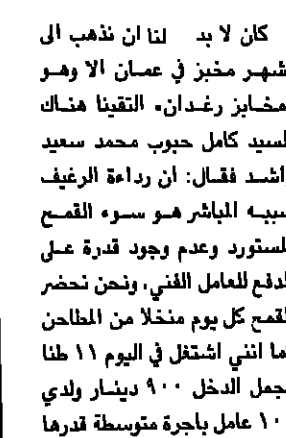 كان لا بد لنا ان نذهب الى
شهر مخبز في عمان الا وهو
مخابز رغدان، التقينا هناك
لسيد كامل حبوب محمد سعيد
اشد فقال: ان رداءة الرغيف
سببه المباشر هو سوء القمح
لمستورد وعدم وجود قدرة على
لدفع للعامل الفني، ونحن نحضر
لقمح كل يوم منخلا من المطاحن
ما انني اشتغل في اليوم ١١ طنا
جمل الدخل ٩٠٠ دينار ولدي
١٠ عامل باجرة متوسطة قدرها